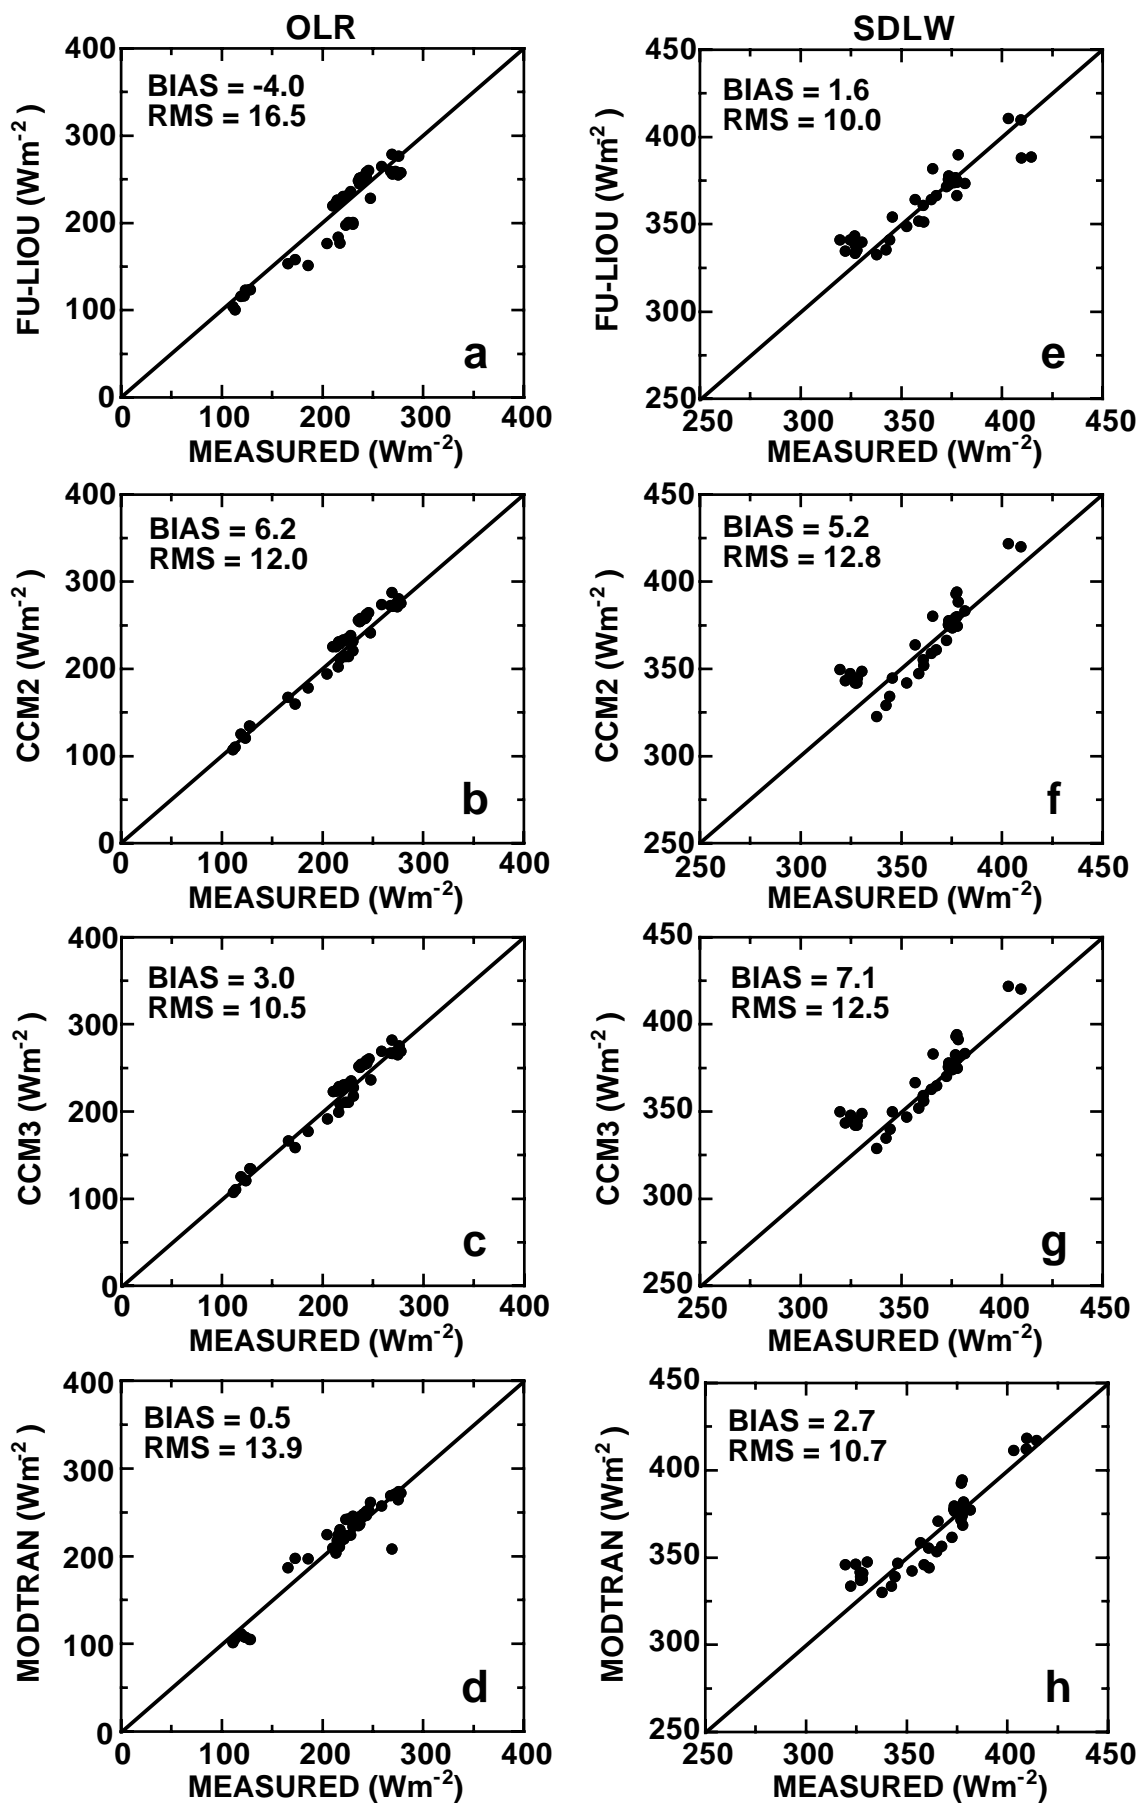 OLR
400
300
200
100
0
FU-LIOU (Wm-2 )
BIAS = -4.0
RMS = 16.5
a
0 100 200 300 400
MEASURED (Wm-2)
SDLW
450
400
350
300
250
FU-LIOU (Wm-2 )
BIAS = 1.6
RMS = 10.0
e
250 300 350 400 450
MEASURED (Wm-2)
400
300
200
100
0
CCM2 (Wm-2 )
BIAS = 6.2
RMS = 12.0
b
0 100 200 300 400
MEASURED (Wm-2)
450
400
350
300
250
CCM2 (Wm-2 )
BIAS = 5.2
RMS = 12.8
f
250 300 350 400 450
MEASURED (Wm-2)
400
300
200
100
0
CCM3 (Wm-2 )
BIAS = 3.0
RMS = 10.5
c
0 100 200 300 400
MEASURED (Wm-2)
450
400
350
300
250
CCM3 (Wm-2 )
BIAS = 7.1
RMS = 12.5
g
250 300 350 400 450
MEASURED (Wm-2)
400
300
200
100
0
MODTRAN (Wm-2 )
BIAS = 0.5
RMS = 13.9
d
0 100 200 300 400
MEASURED (Wm-2)
450
400
350
300
250
MODTRAN (Wm-2 )
BIAS = 2.7
RMS = 10.7
h
250 300 350 400 450
MEASURED (Wm-2)